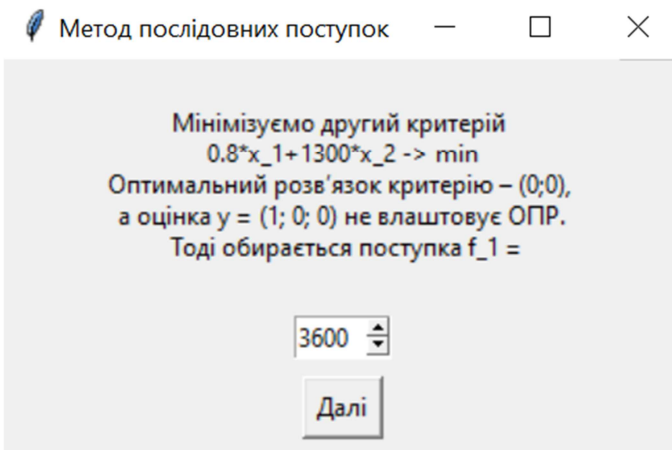 Метод послідовних поступок
Мінімізуємо другий критерій
0.8*x_1+1300*x_2 -> min
Оптимальний розв'язок критерію – (0;0),
а оцінка y = (1; 0; 0) не влаштовує ОПР.
Тоді обирається поступка f_1 =
3600
Далі